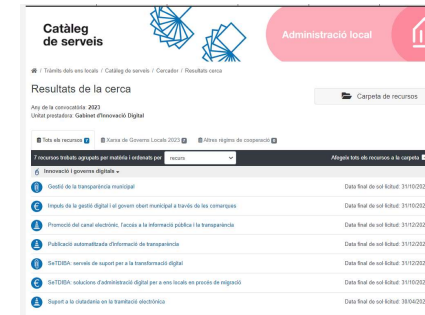 Catàleg
de serveis
Administració local
/ Tràmits dels ens locals / Catàleg de serveis / Cercador / Resultats cerca
Resultats de la cerca
Carpeta de recursos
Any de la convocatòria: 2023
Unitat prestadora: Gabinet d'Innovació Digital
Tots els recursos 7
Xarxa de Governs Locals 2023
Altres règims de cooperació
7 recursos trobats agrupats per matèria i ordenats per recurs
Afegeix tots els recursos a la carpeta
Innovació i governs digitals
Gestió de la transparència municipal
Data final de sol·licitud: 31/10/202
Impuls de la gestió digital i el govern obert municipal a través de les comarques
Data final de sol·licitud: 31/10/202
Promoció del canal electrònic, l'accés a la informació pública i la transparència
Data final de sol·licitud: 31/12/202
Publicació automatitzada d'informació de transparència
Data final de sol·licitud: 31/12/202
SeTDIBA: serveis de suport per a la transformació digital
Data final de sol·licitud: 31/12/202
SeTDIBA: solucions d'administració digital per a ens locals en procés de migració
Data final de sol·licitud: 31/10/202
Suport a la ciutadania en la tramitació electrònica
Data final de sol·licitud: 30/04/202